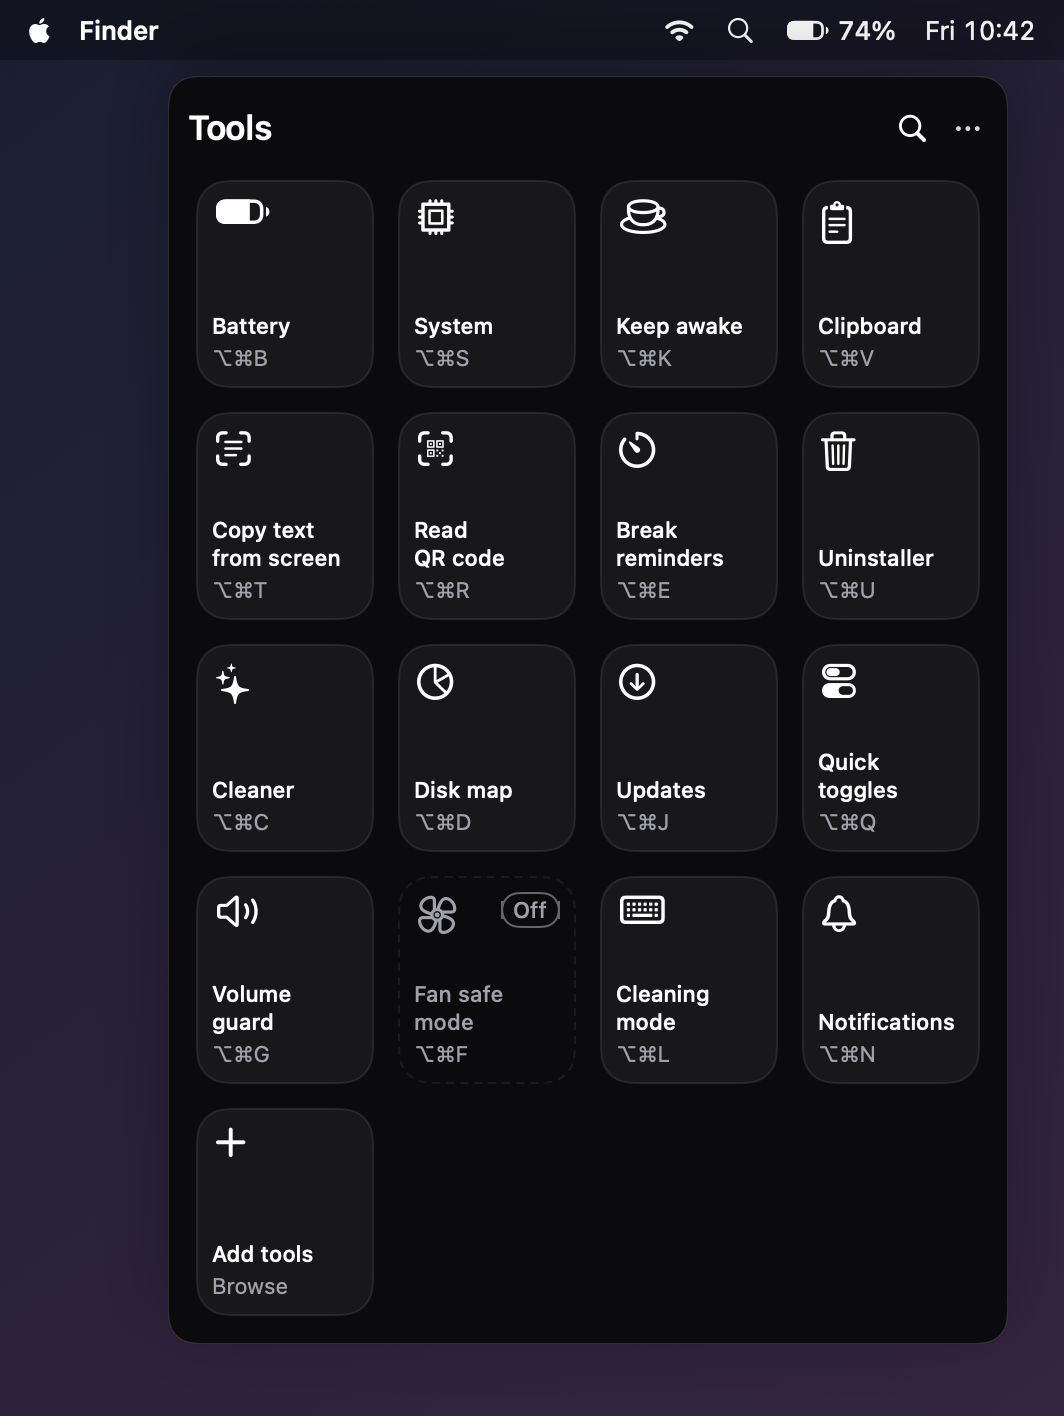 Finder 74% Fri 10:42
Tools
Battery
⌥⌘B
System
⌥⌘S
Keep awake
⌥⌘K
Clipboard
⌥⌘V
Copy text
from screen
⌥⌘T
Read
QR code
⌥⌘R
Break
reminders
⌥⌘E
Uninstaller
⌥⌘U
Cleaner
⌥⌘C
Disk map
⌥⌘D
Updates
⌥⌘J
Quick
toggles
⌥⌘Q
Volume
guard
⌥⌘G
Off
Fan safe
mode
⌥⌘F
Cleaning
mode
⌥⌘L
Notifications
⌥⌘N
Add tools
Browse